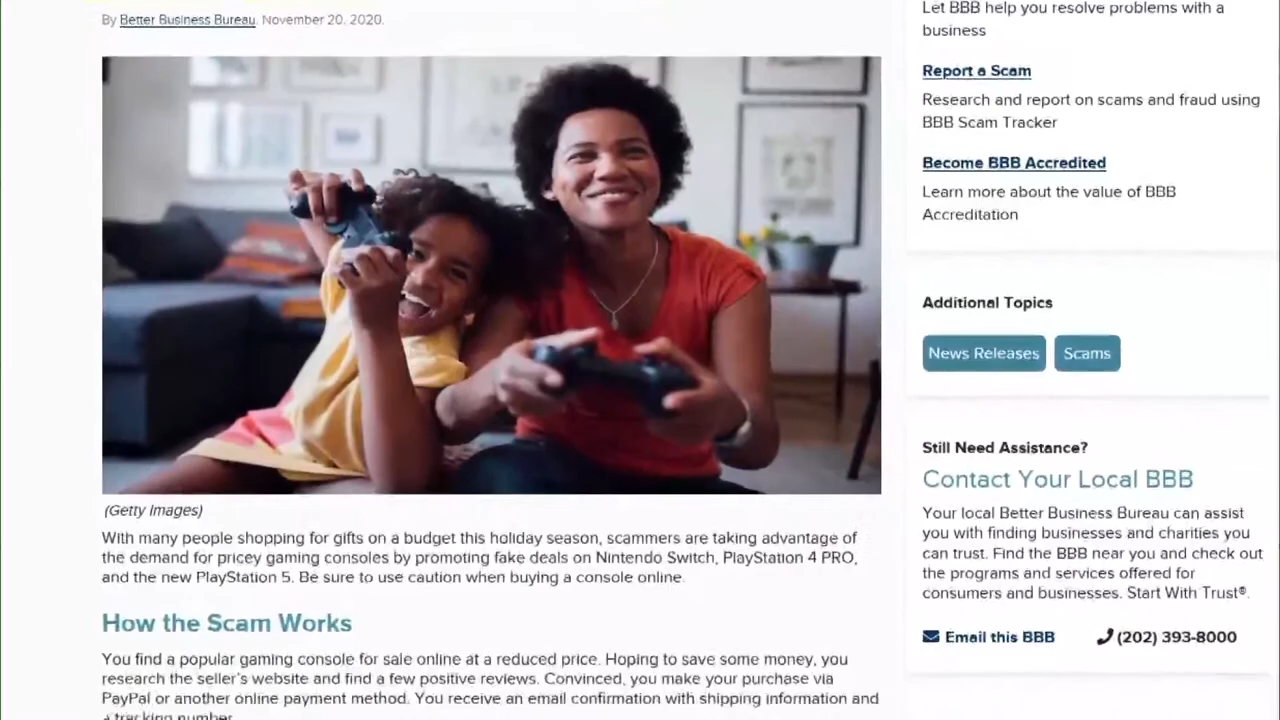 By Better Business Bureau. November 20, 2020.
(Getty Images)
With many people shopping for gifts on a budget this holiday season, scammers are taking advantage of
the demand for pricey gaming consoles by promoting fake deals on Nintendo Switch, PlayStation 4 PRO,
and the new PlayStation 5. Be sure to use caution when buying a console online.
How the Scam Works
You find a popular gaming console for sale online at a reduced price. Hoping to save some money, you
research the seller's website and find a few positive reviews. Convinced, you make your purchase via
PayPal or another online payment method. You receive an email confirmation with shipping information and
a tracking number
Let BBB help you resolve problems with a
business
Report a Scam
Research and report on scams and fraud using
BBB Scam Tracker
Become BBB Accredited
Learn more about the value of BBB
Accreditation
Additional Topics
News Releases Scams
Still Need Assistance?
Contact Your Local BBB
Your local Better Business Bureau can assist
you with finding businesses and charities you
can trust. Find the BBB near you and check out
the programs and services offered for
consumers and businesses. Start With Trust®.
Email this BBB (202) 393-8000